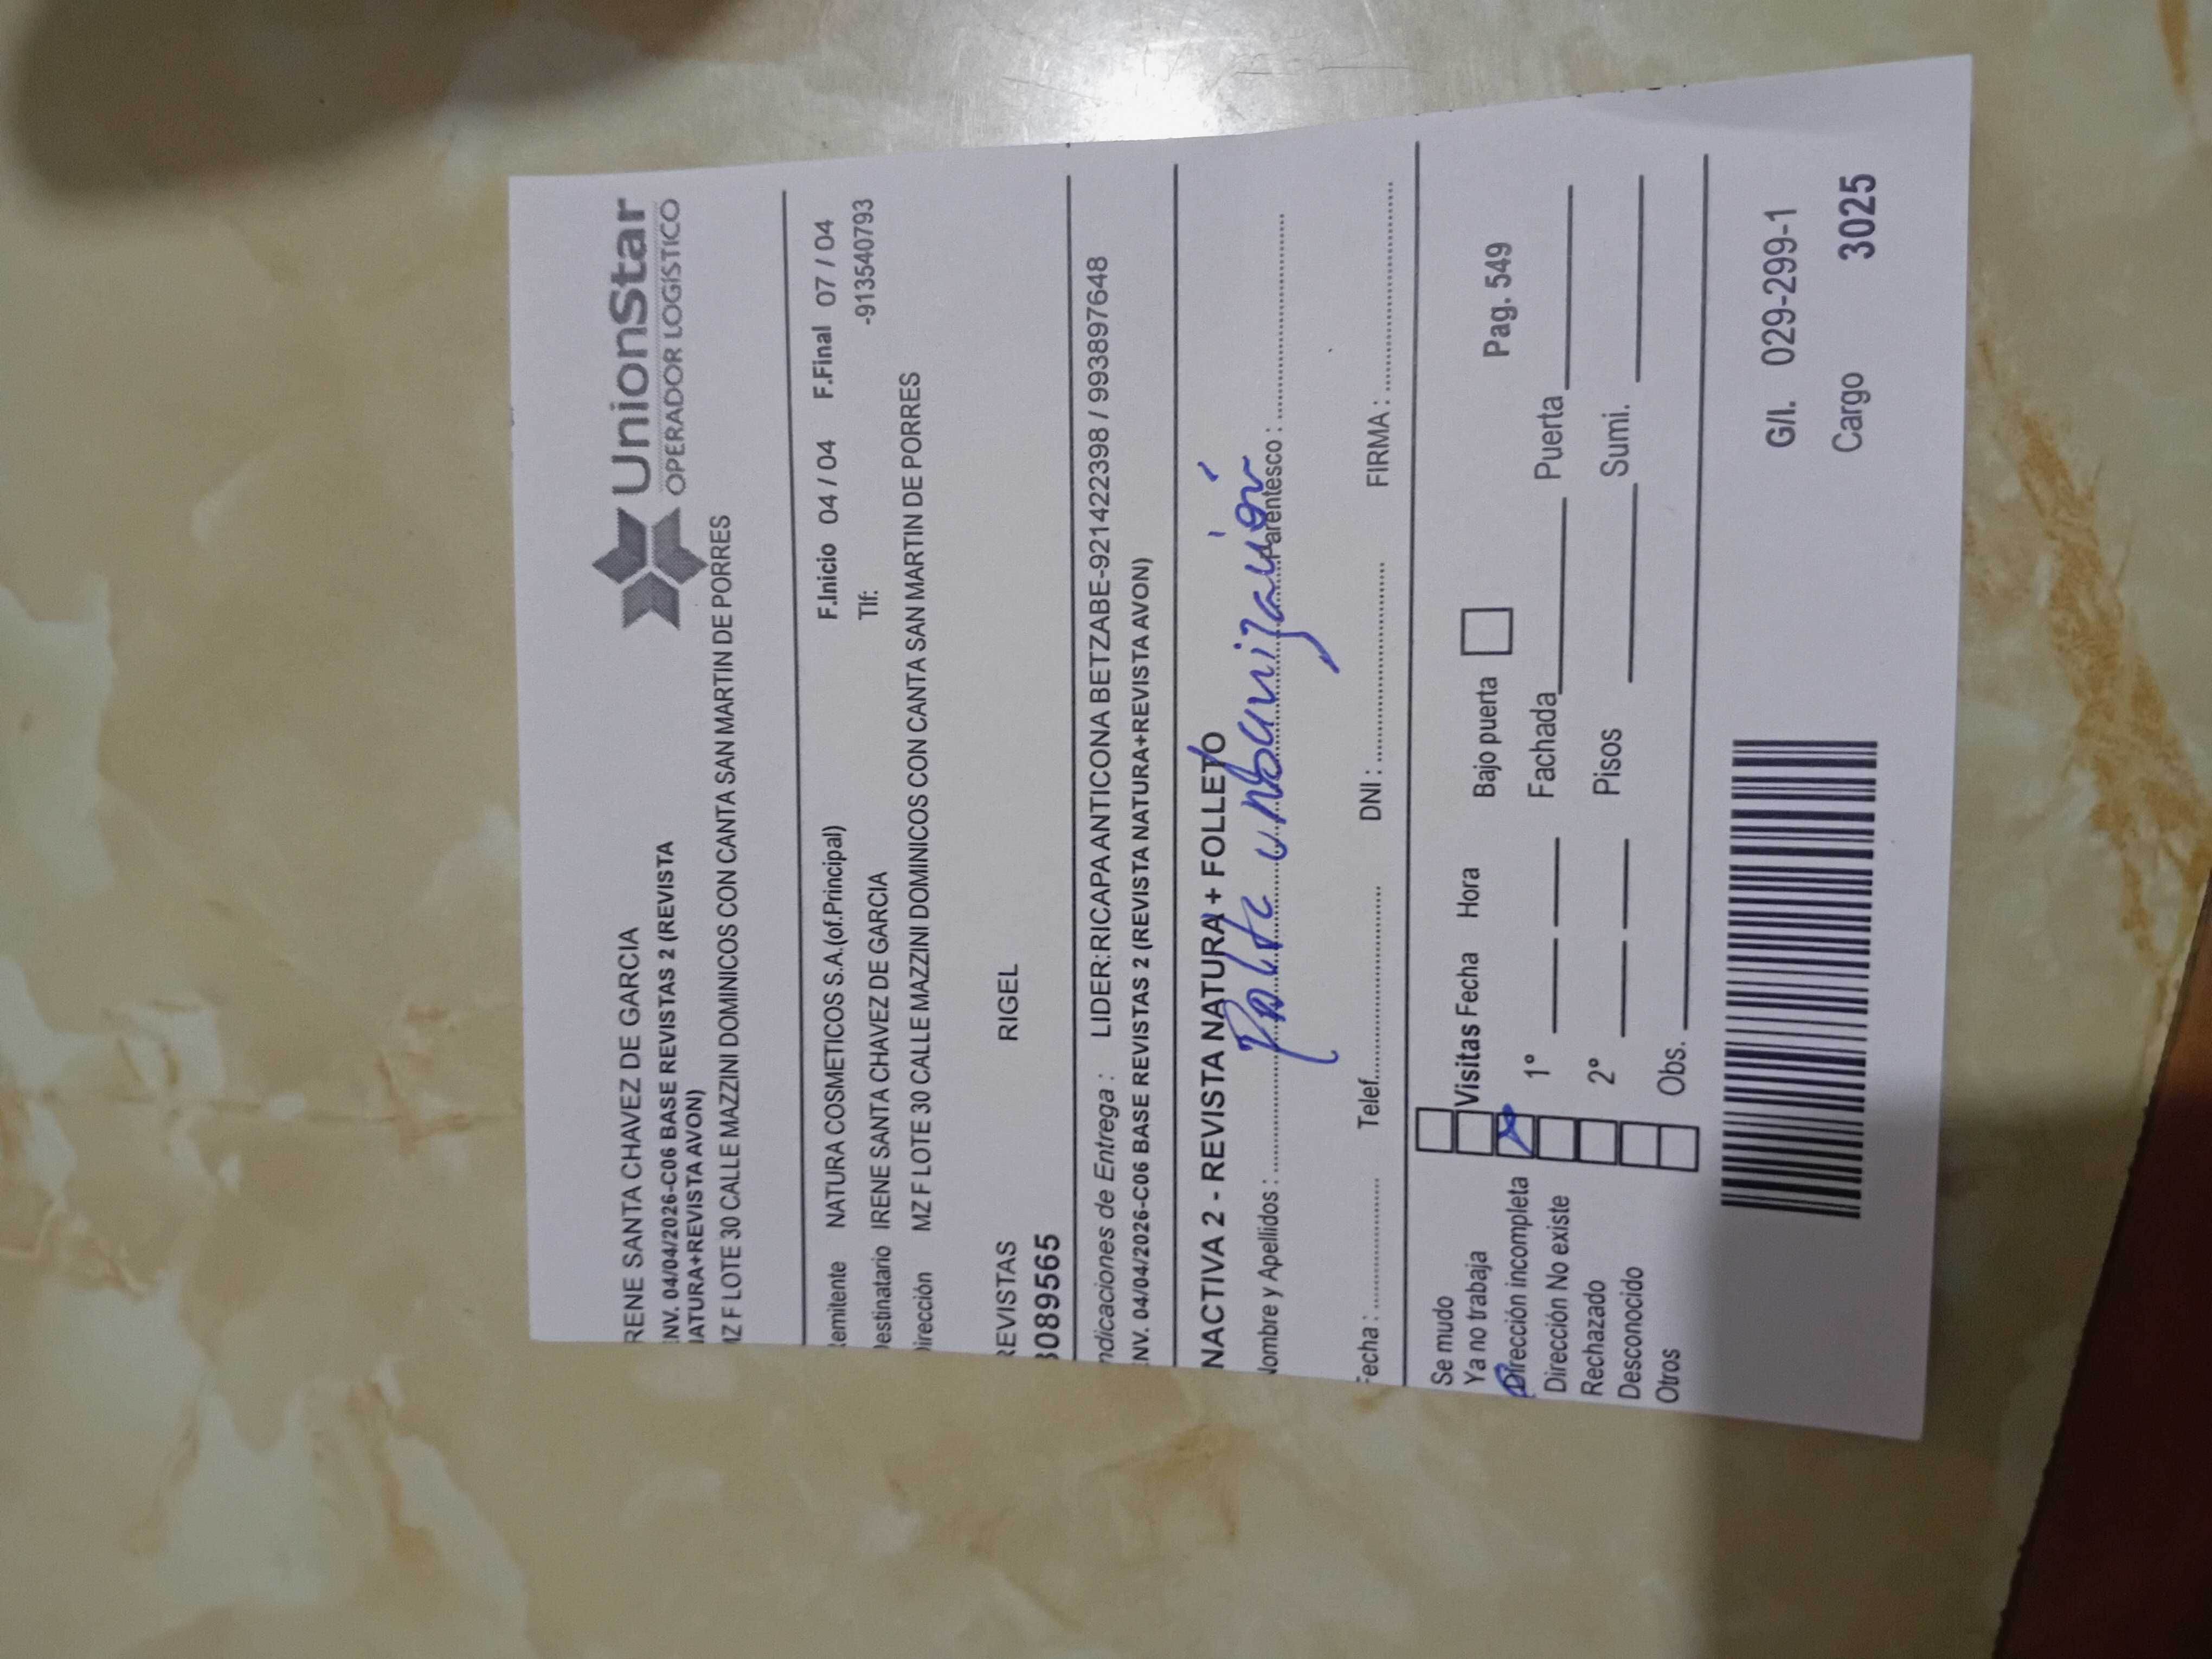 UnionStar
OPERADOR LOGÍSTICO
RENE SANTA CHAVEZ DE GARCIA
NV. 04/04/2026-C06 BASE REVISTAS 2 (REVISTA
IATURA+REVISTA AVON)
IZ F LOTE 30 CALLE MAZZINI DOMINICOS CON CANTA SAN MARTIN DE PORRES
emitente NATURA COSMETICOS S.A.(of.Principal) F.Inicio 04 / 04 F.Final 07 / 04
estinatario IRENE SANTA CHAVEZ DE GARCIA Tlf: -913540793
irección MZ F LOTE 30 CALLE MAZZINI DOMINICOS CON CANTA SAN MARTIN DE PORRES
REVISTAS RIGEL
3089565
ndicaciones de Entrega : LIDER:RICAPA ANTICONA BETZABE-921422398 / 993897648
NV. 04/04/2026-C06 BASE REVISTAS 2 (REVISTA NATURA+REVISTA AVON)
NACTIVA 2 - REVISTA NATURA + FOLLETO
Nombre y Apellidos : Falta urbanización Parentesco :
Fecha : Telef. DNI : FIRMA :
Se mudo
Ya no trabaja Visitas Fecha Hora Bajo puerta Pag. 549
Dirección incompleta
Dirección No existe 1° Fachada Puerta
Rechazado
Desconocido 2° Pisos Sumi.
Otros Obs.
G/I. 029-299-1
Cargo 3025